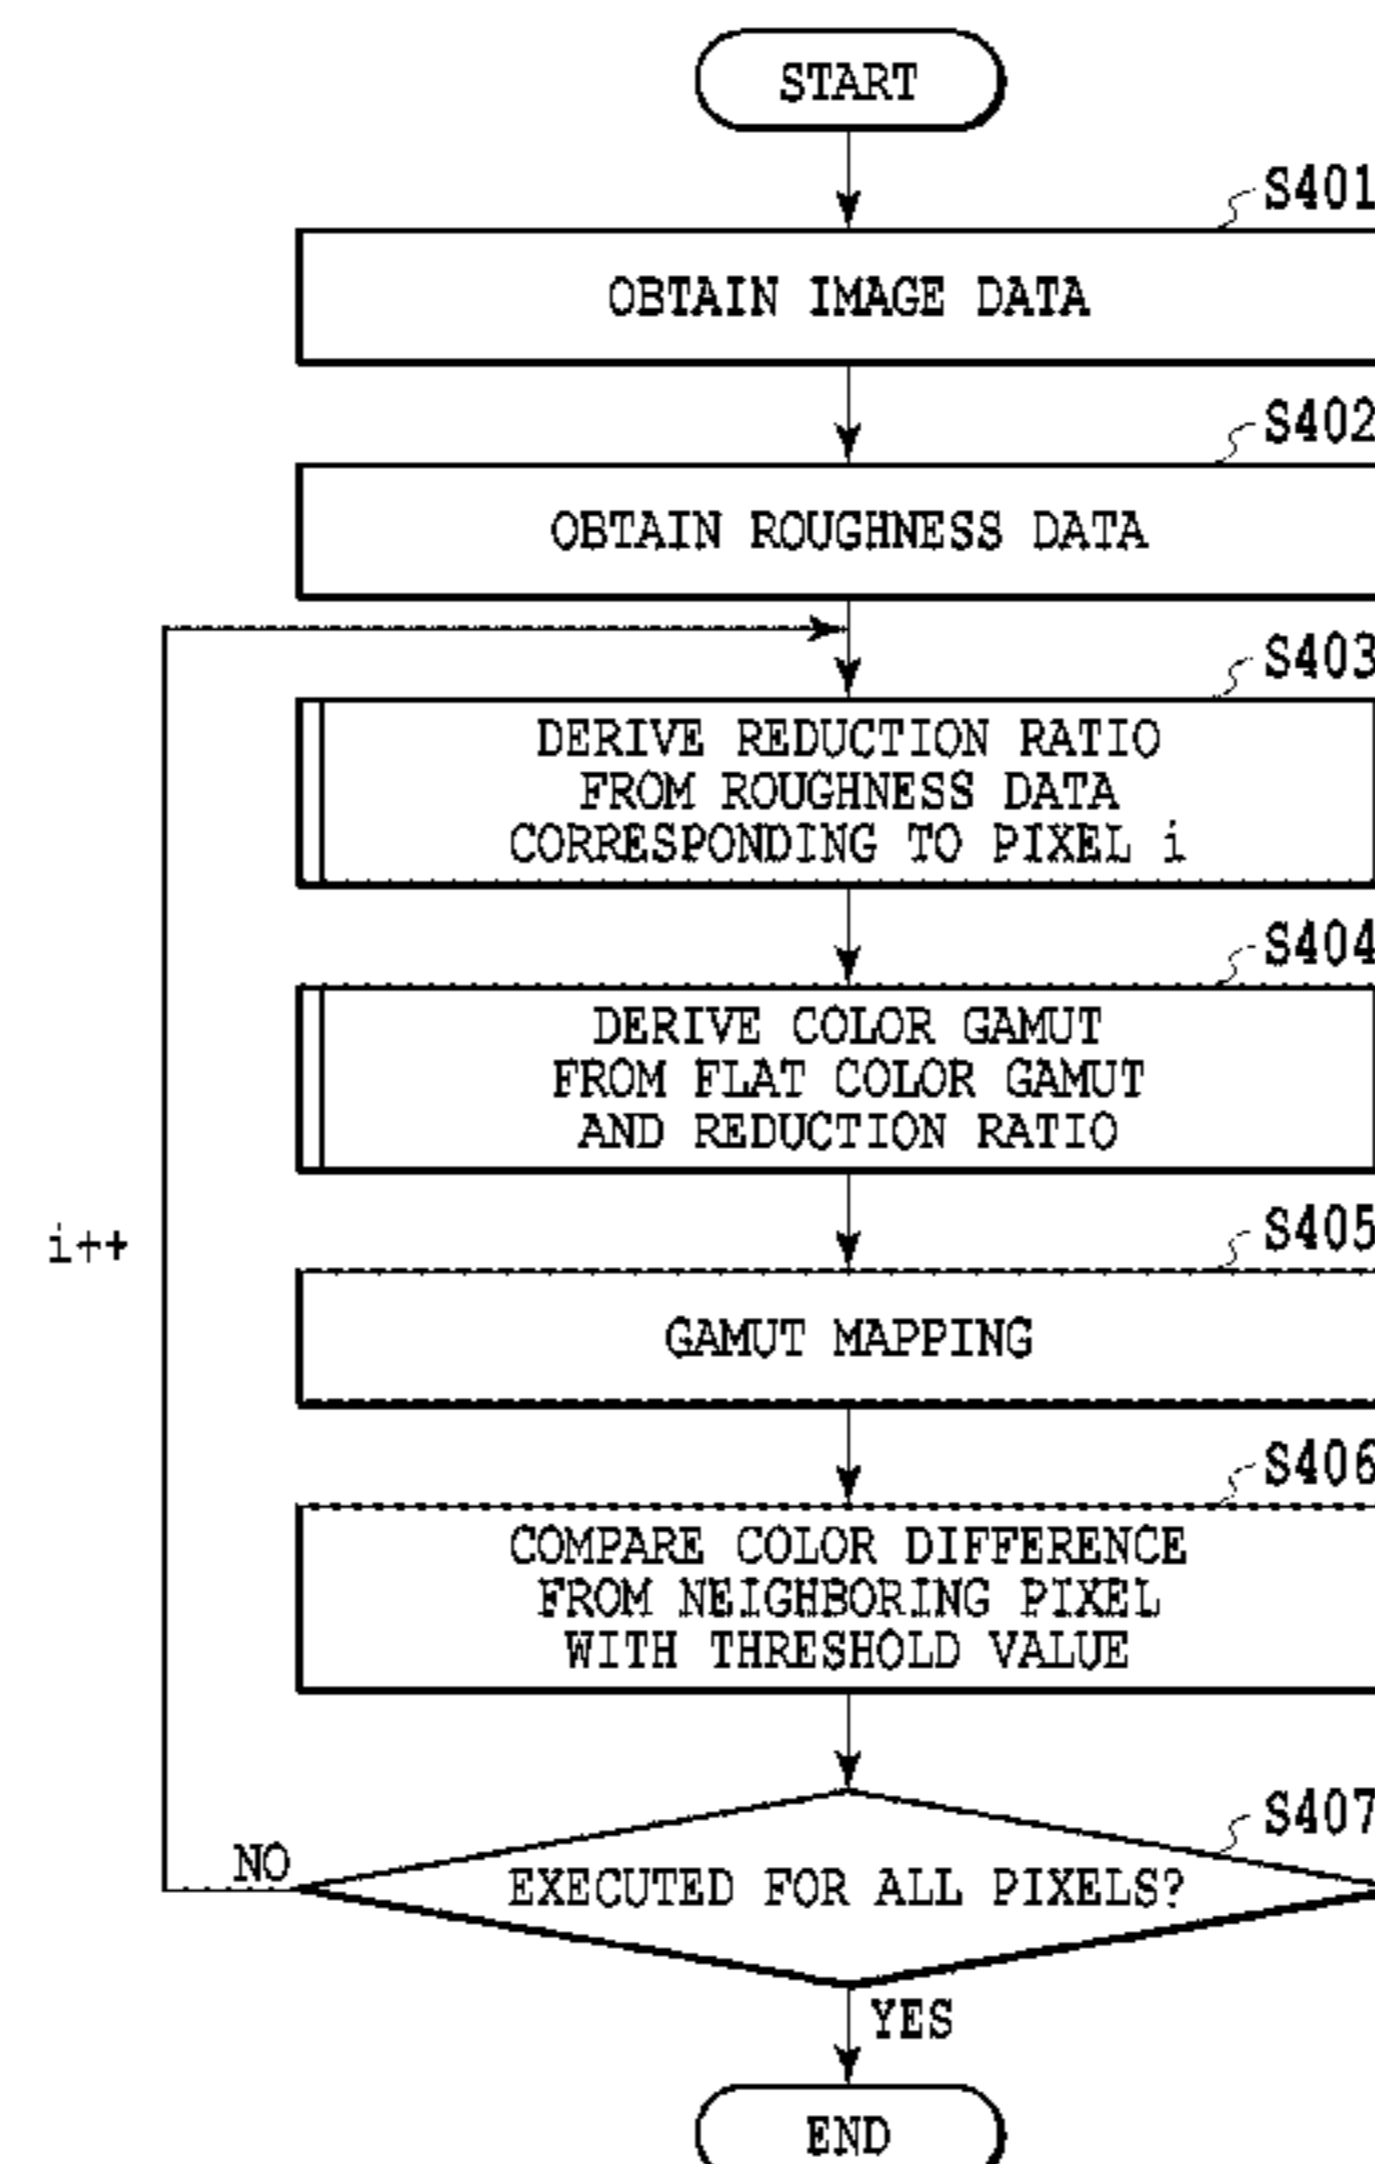 START
S401
OBTAIN IMAGE DATA
S402
OBTAIN ROUGHNESS DATA
S403
DERIVE REDUCTION RATIO
FROM ROUGHNESS DATA
CORRESPONDING TO PIXEL i
S404
DERIVE COLOR GAMUT
FROM FLAT COLOR GAMUT
AND REDUCTION RATIO
i++
S405
GAMUT MAPPING
S406
COMPARE COLOR DIFFERENCE
FROM NEIGHBORING PIXEL
WITH THRESHOLD VALUE
S407
NO
EXECUTED FOR ALL PIXELS?
YES
END